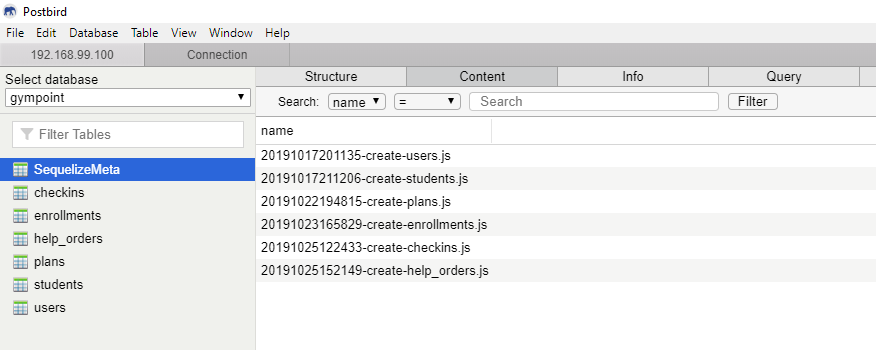 Postbird
File Edit Database Table View Window Help
192.168.99.100 Connection
Select database
gympoint
Filter Tables
SequelizeMeta
checkins
enrollments
help_orders
plans
students
users
Structure Content Info Query
Search: name = Search Filter
name
20191017201135-create-users.js
20191017211206-create-students.js
20191022194815-create-plans.js
20191023165829-create-enrollments.js
20191025122433-create-checkins.js
20191025152149-create-help_orders.js